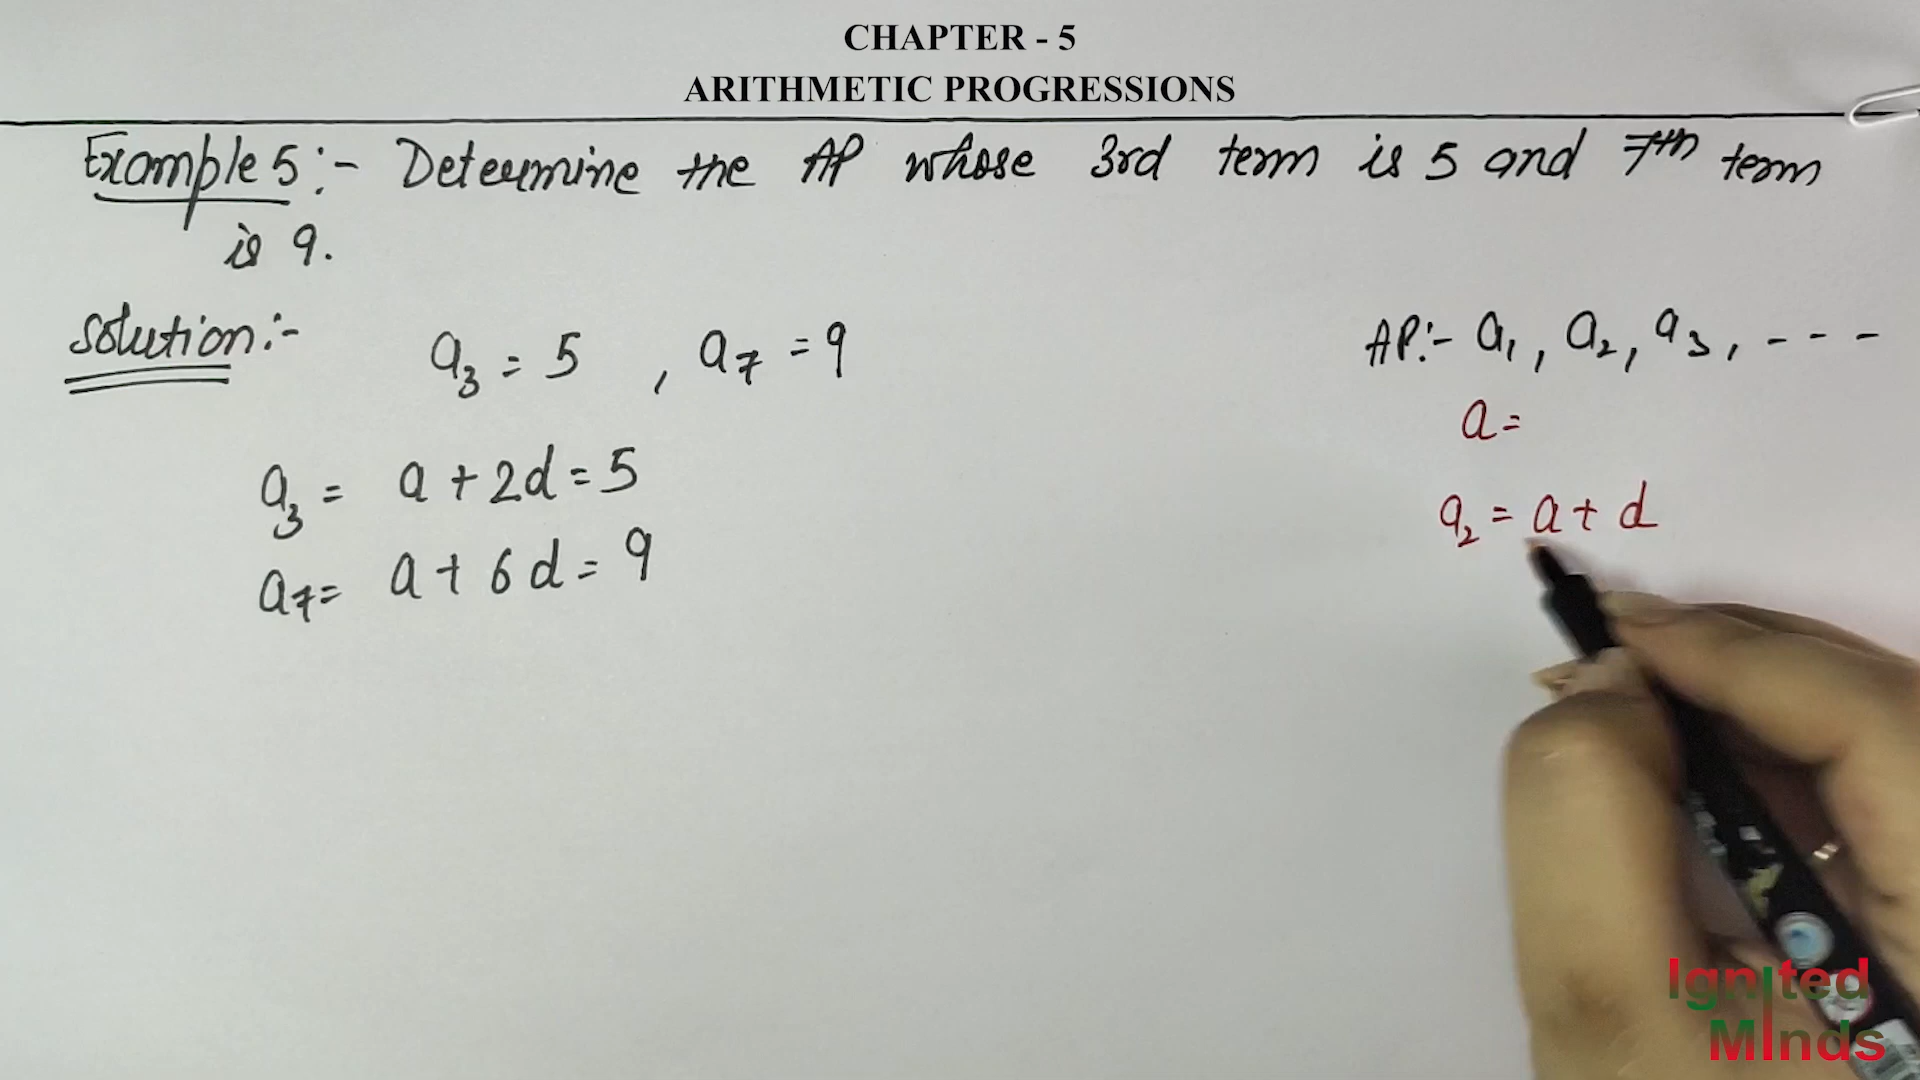 CHAPTER - 5
ARITHMETIC PROGRESSIONS
Example 5:- Determine the AP whose 3rd term is 5 and 7th term
is 9.
Solution:-
a₃ = 5 , a₇ = 9
a₃ = a + 2d = 5
a₇ = a + 6d = 9
AP:- a₁, a₂, a₃, - - -
a =
a₂ = a + d
Ignited
Minds